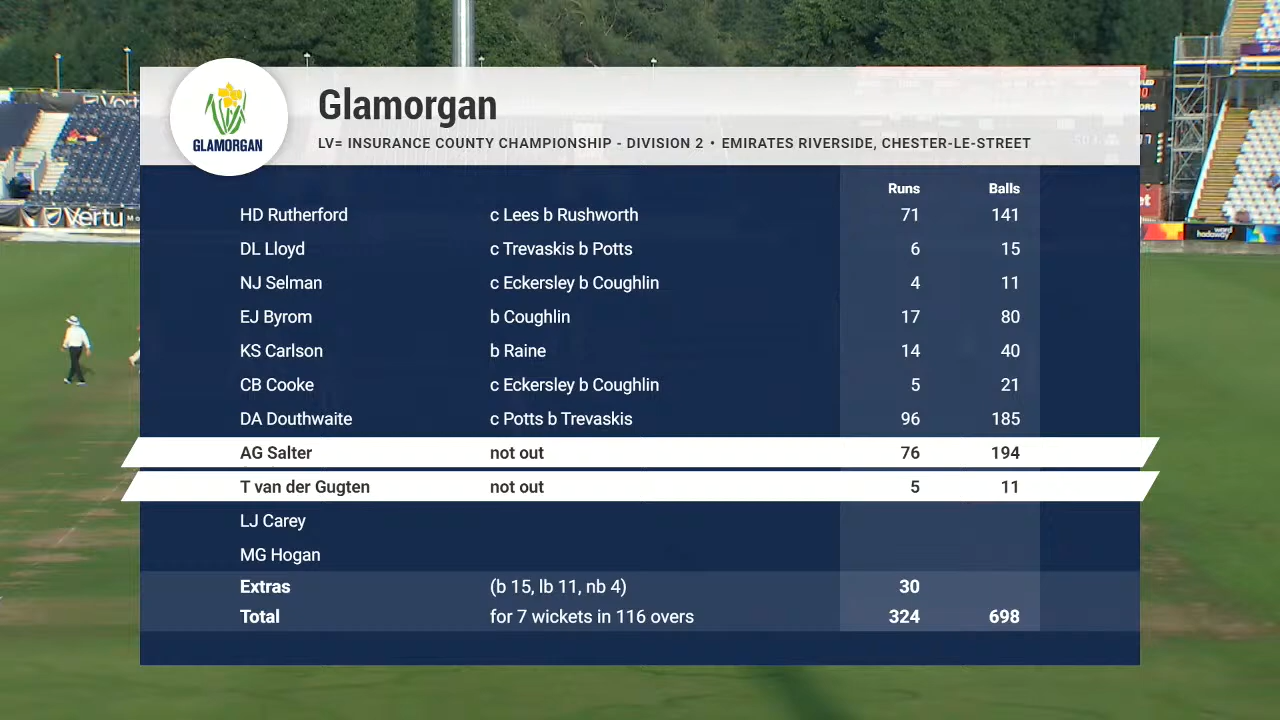 GLAMORGAN
Glamorgan
LV= INSURANCE COUNTY CHAMPIONSHIP - DIVISION 2 • EMIRATES RIVERSIDE, CHESTER-LE-STREET
Runs Balls
HD Rutherford c Lees b Rushworth 71 141
DL Lloyd c Trevaskis b Potts 6 15
NJ Selman c Eckersley b Coughlin 4 11
EJ Byrom b Coughlin 17 80
KS Carlson b Raine 14 40
CB Cooke c Eckersley b Coughlin 5 21
DA Douthwaite c Potts b Trevaskis 96 185
AG Salter not out 76 194
T van der Gugten not out 5 11
LJ Carey
MG Hogan
Extras (b 15, lb 11, nb 4) 30
Total for 7 wickets in 116 overs 324 698
Vertu